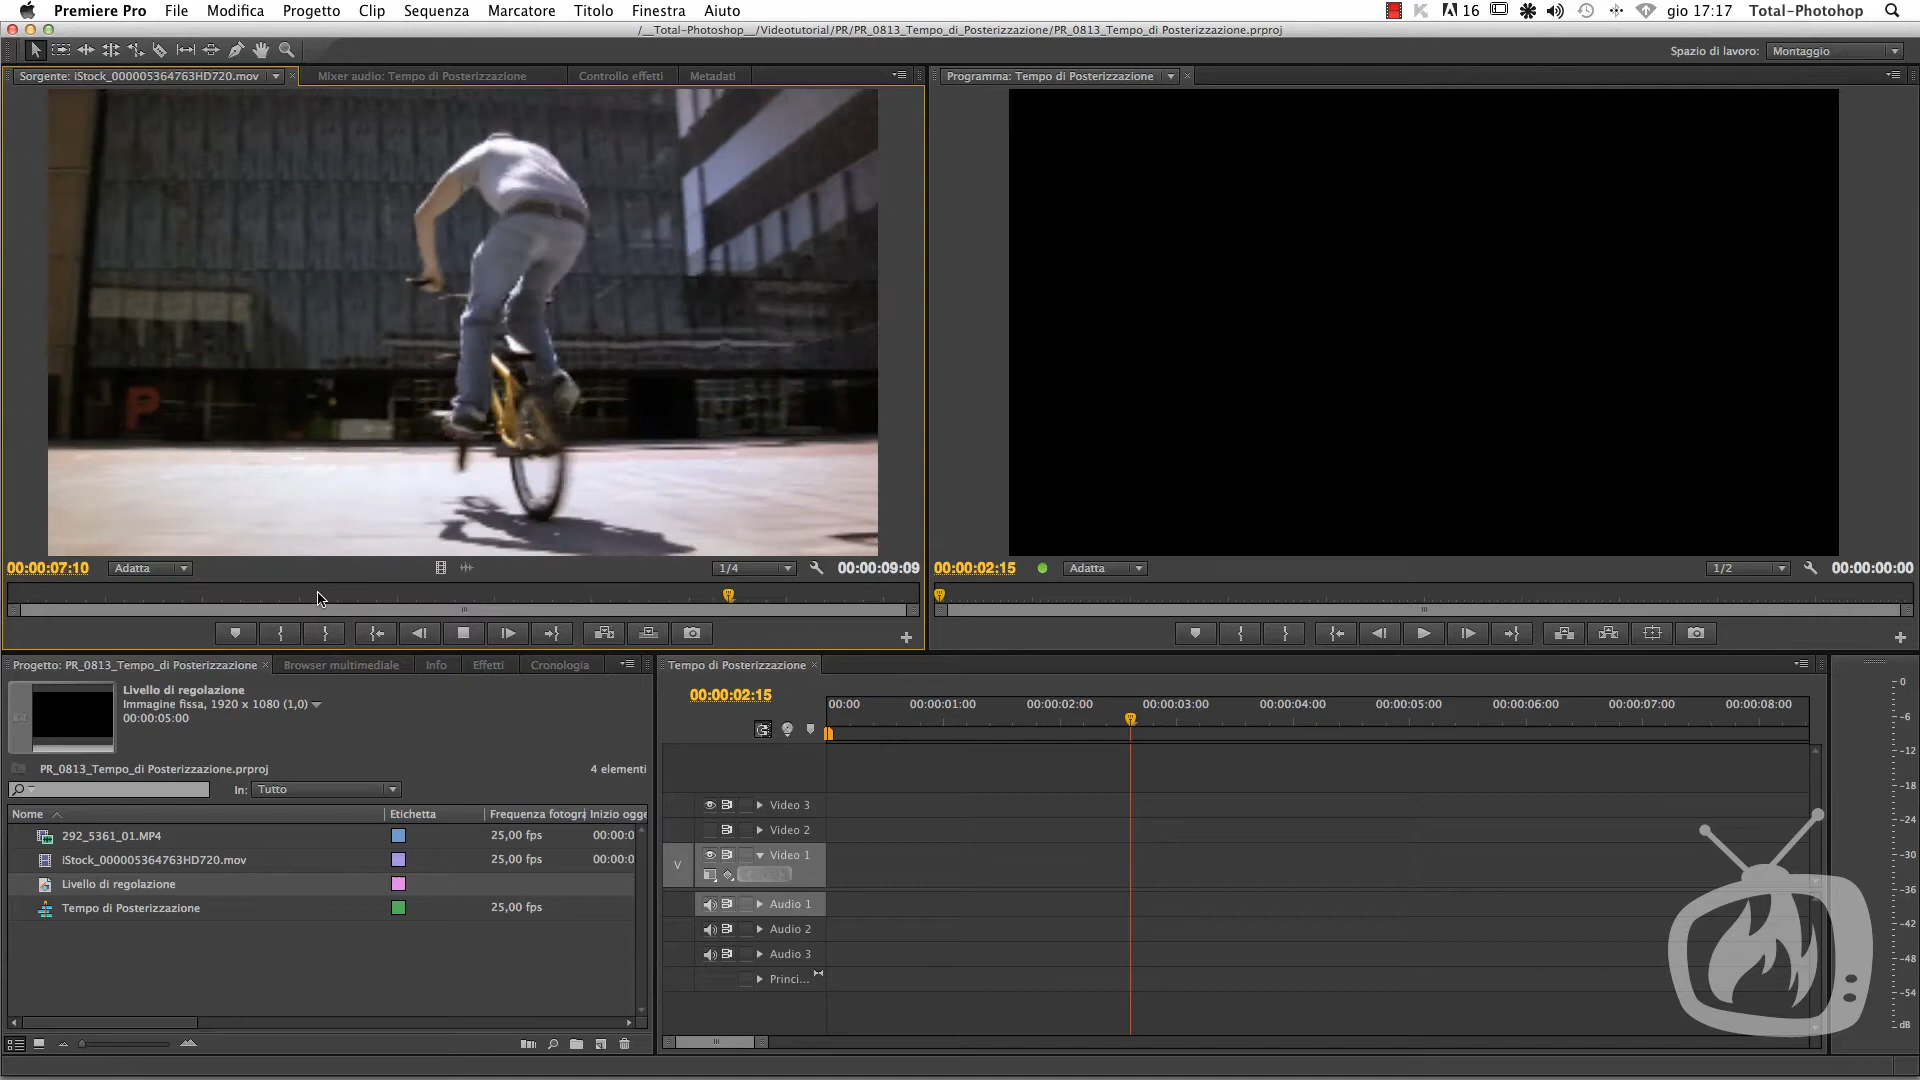 Premiere Pro File Modifica Progetto Clip Sequenza Marcatore Titolo Finestra Aiuto 16 gio 17:17 Total-Photohop
/__Total-Photoshop__/Videotutorial/PR/PR_0813_Tempo_di_Posterizzazione/PR_0813_Tempo_di Posterizzazione.prproj
Spazio di lavoro: Montaggio
Sorgente: iStock_000005364763HD720.mov Mixer audio: Tempo di Posterizzazione Controllo effetti Metadati Programma: Tempo di Posterizzazione
P
00:00:07:10 Adatta 1/4 00:00:09:09 00:00:02:15 Adatta 1/2 00:00:00:00
Progetto: PR_0813_Tempo_di Posterizzazione Browser multimediale Info Effetti Cronologia Tempo di Posterizzazione
Livello di regolazione
Immagine fissa, 1920 x 1080 (1,0)
00:00:05:00
00:00:02:15
00:00 00:00:01:00 00:00:02:00 00:00:03:00 00:00:04:00 00:00:05:00 00:00:06:00 00:00:07:00 00:00:08:00
PR_0813_Tempo_di Posterizzazione.prproj 4 elementi
In: Tutto
Nome Etichetta Frequenza fotogra Inizio ogge
292_5361_01.MP4 25,00 fps 00:00:0
iStock_000005364763HD720.mov 25,00 fps 00:00:0
Livello di regolazione
Tempo di Posterizzazione 25,00 fps
Video 3
Video 2
V Video 1
Audio 1
Audio 2
Audio 3
Princi...
0
-6
-12
-18
-24
-30
-36
-42
-48
-54
dB